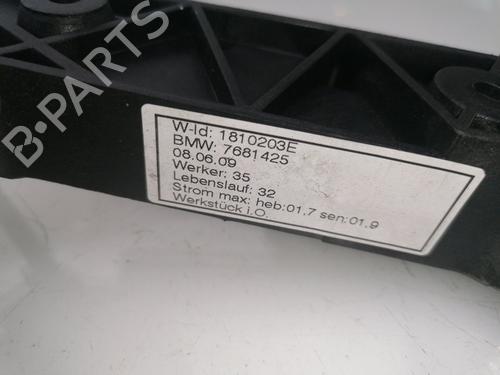 W-Id: 1810203E
BMW: 7681425
08.06.09
Werker: 35
Lebenslauf: 32
Strom max: heb:01.7 sen:01.9
Werkstück i.O.
B-PARTS